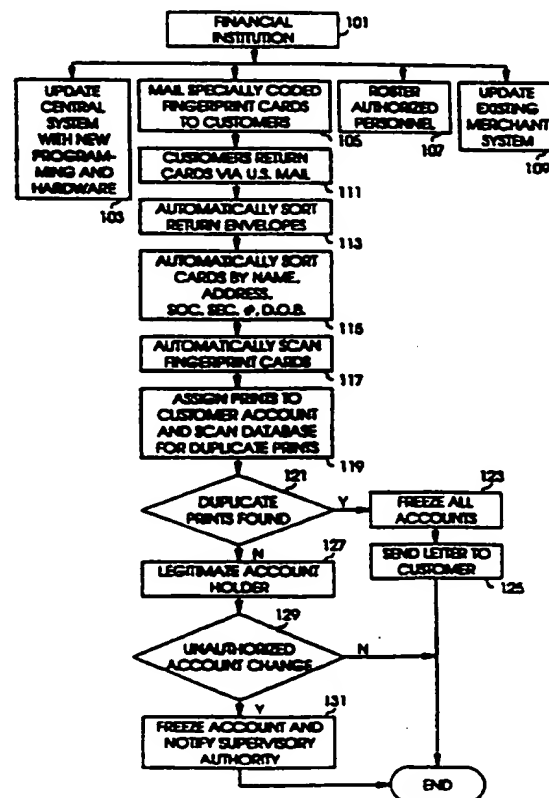 FINANCIAL
INSTITUTION
101
UPDATE
CENTRAL
SYSTEM
WITH NEW
PROGRAM-
MING AND
HARDWARE
103
MAIL SPECIALLY CODED
FINGERPRINT CARDS
TO CUSTOMERS
105
ROSTER
AUTHORIZED
PERSONNEL
107
UPDATE
EXISTING
MERCHANT
SYSTEM
109
CUSTOMERS RETURN
CARDS VIA U.S. MAIL
111
AUTOMATICALLY SORT
RETURN ENVELOPES
113
AUTOMATICALLY SORT
CARDS BY NAME,
ADDRESS,
SOC. SEC. #, D.O.B.
115
AUTOMATICALLY SCAN
FINGERPRINT CARDS
117
ASSIGN PRINTS TO
CUSTOMER ACCOUNT
AND SCAN DATABASE
FOR DUPLICATE PRINTS
119
121
DUPLICATE
PRINTS FOUND
Y
123
FREEZE ALL
ACCOUNTS
SEND LETTER TO
CUSTOMER
125
N
127
LEGITIMATE ACCOUNT
HOLDER
129
UNAUTHORIZED
ACCOUNT CHANGE
N
Y
131
FREEZE ACCOUNT AND
NOTIFY SUPERVISORY
AUTHORITY
END